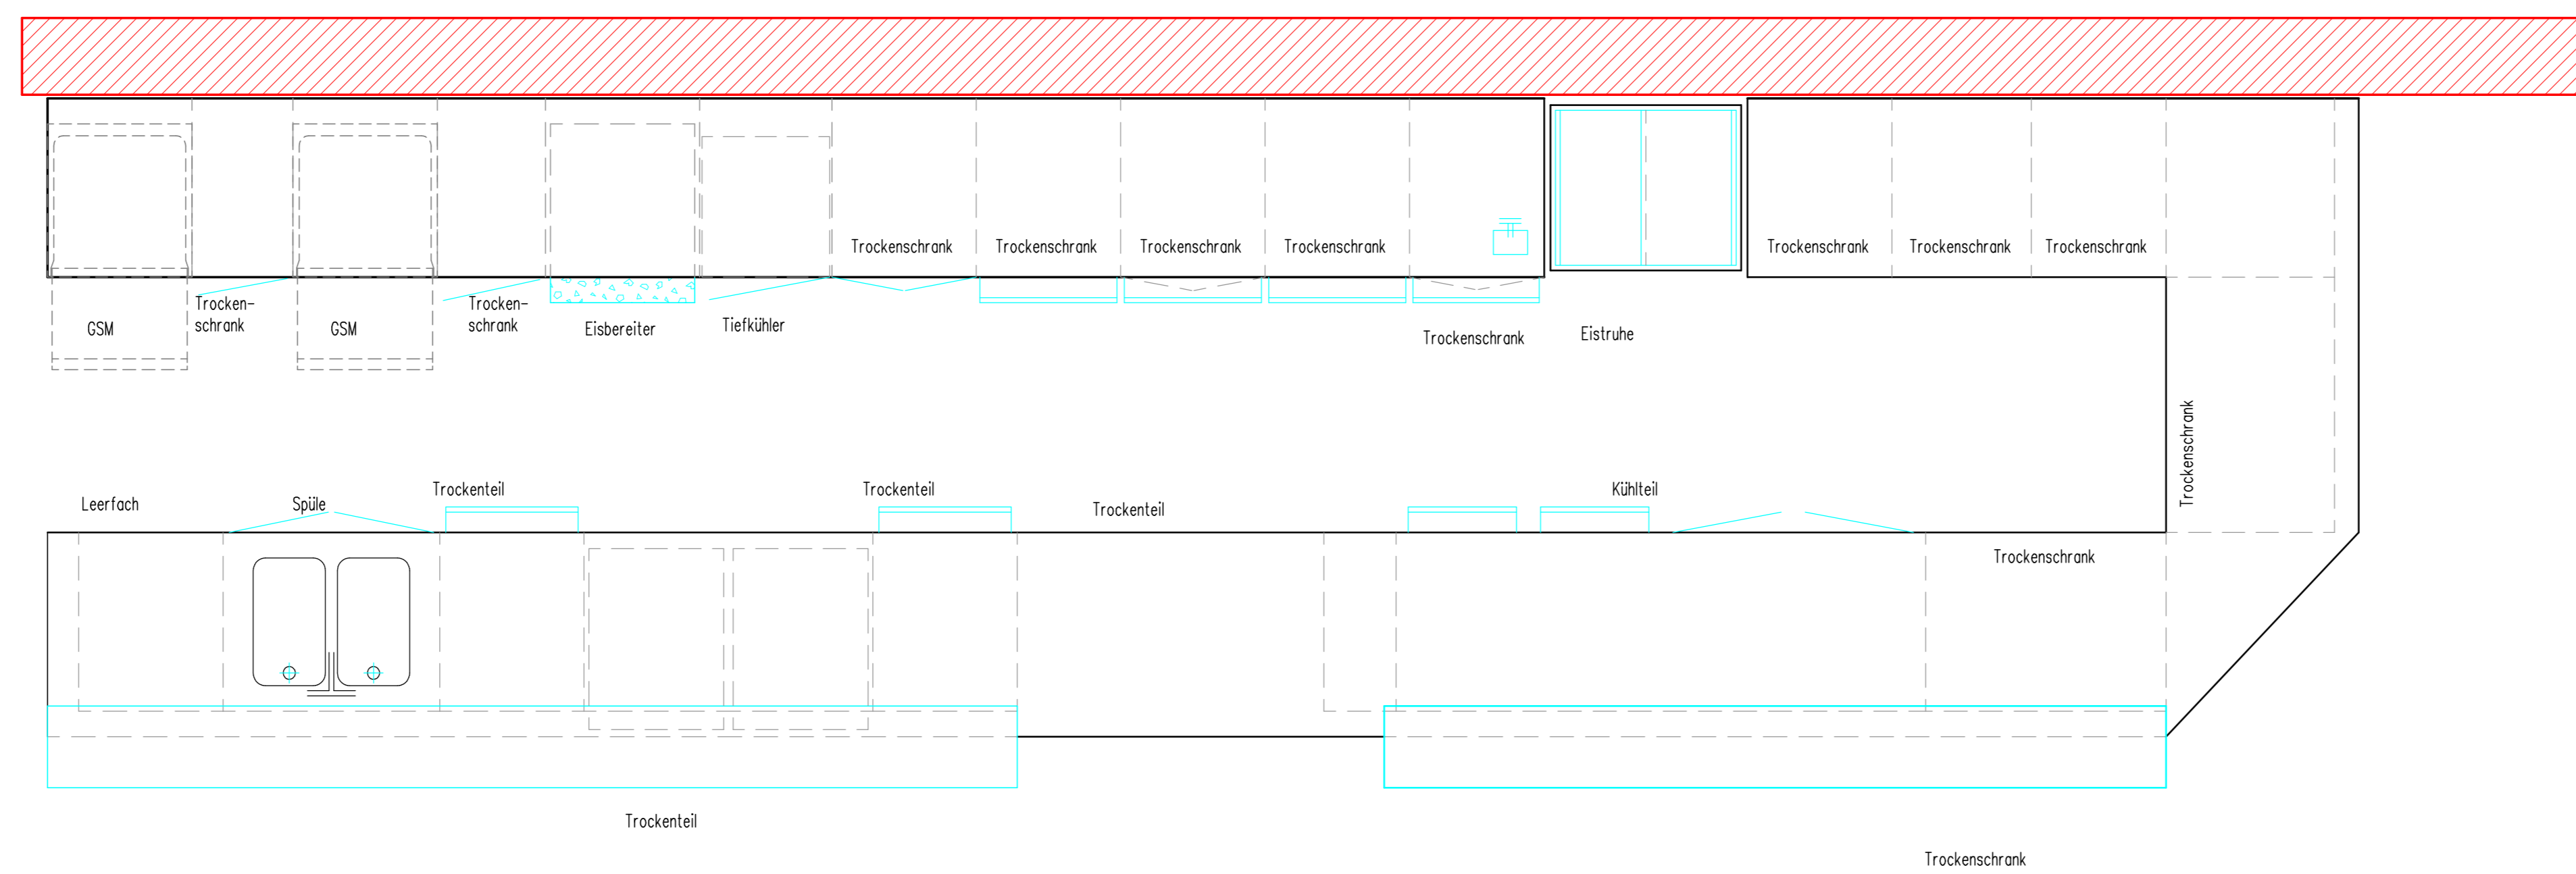 Trockenschrank
Trockenschrank
Trockenschrank
Trockenschrank
Trockenschrank
Trockenschrank
Trockenschrank
GSM
Trocken-
schrank
GSM
Trocken-
schrank
Eisbereiter
Tiefkühler
Trockenschrank
Eistruhe
Trockenschrank
Leerfach
Spüle
Trockenteil
Trockenteil
Trockenteil
Kühlteil
Trockenschrank
Trockenteil
Trockenschrank